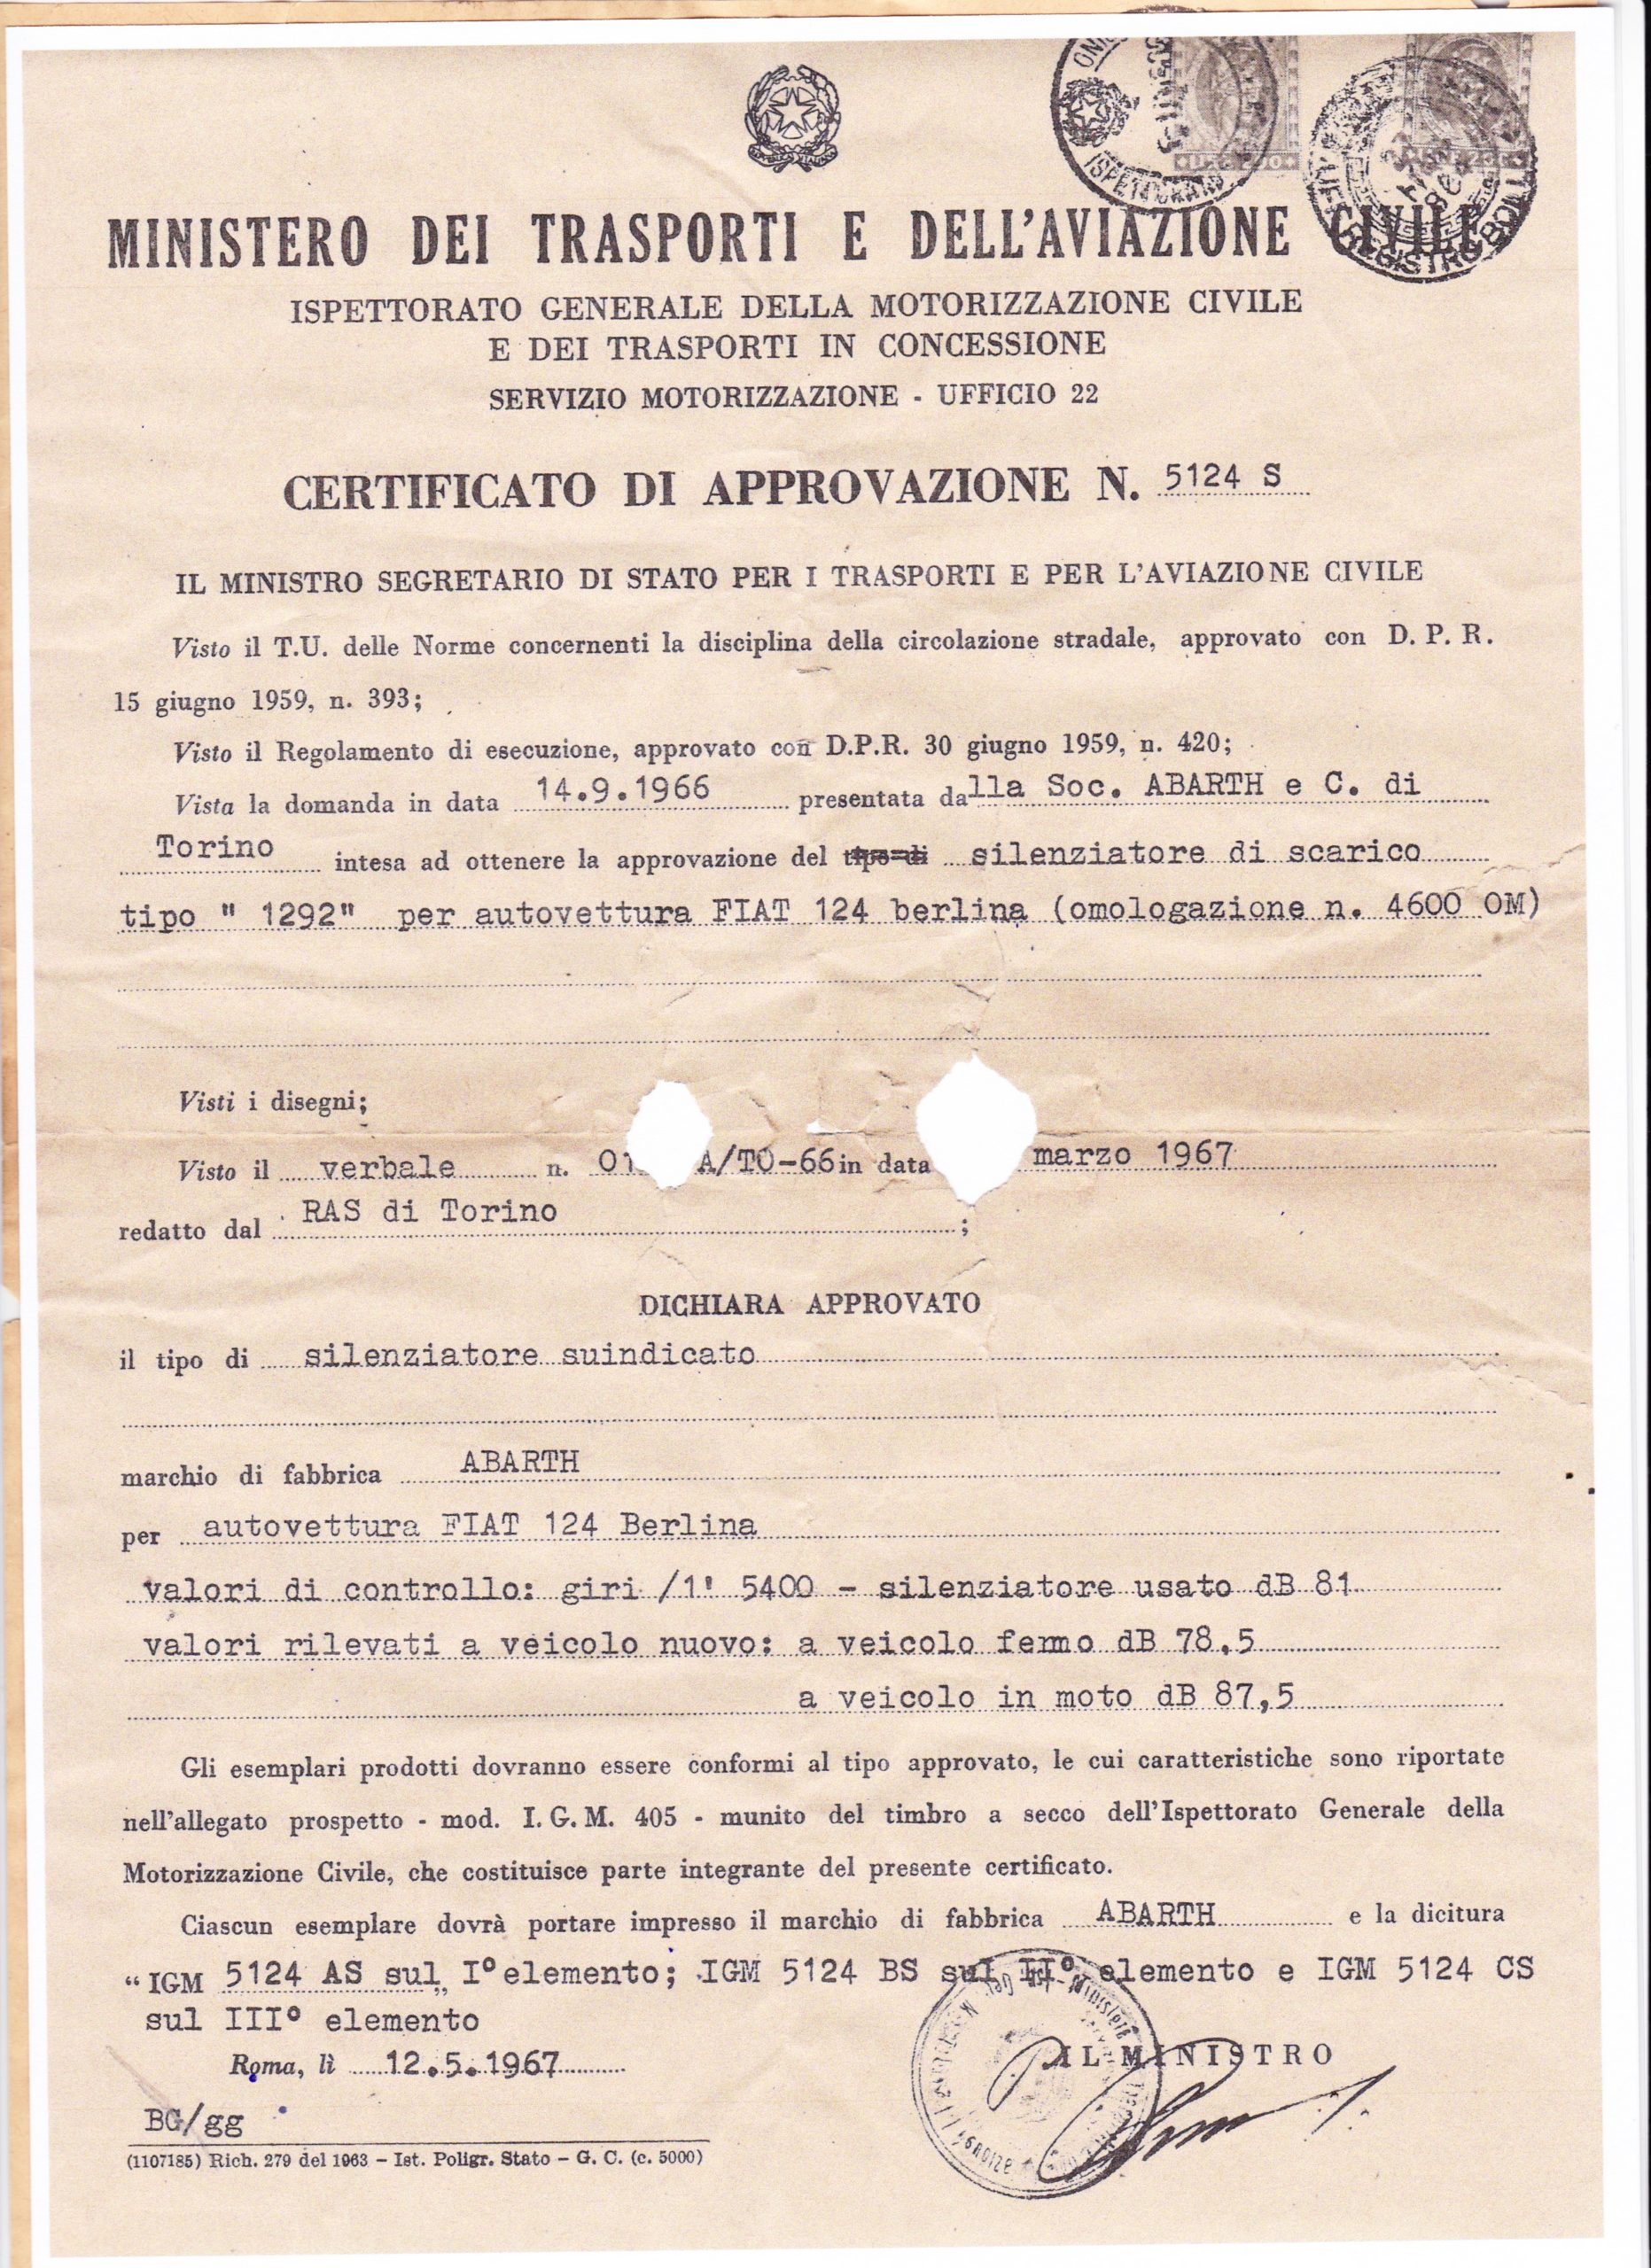 MINISTERO DEI TRASPORTI E DELL'AVIAZIONE CIVILE
ISPETTORATO GENERALE DELLA MOTORIZZAZIONE CIVILE
E DEI TRASPORTI IN CONCESSIONE
SERVIZIO MOTORIZZAZIONE - UFFICIO 22
CERTIFICATO DI APPROVAZIONE N. 5124 S
IL MINISTRO SEGRETARIO DI STATO PER I TRASPORTI E PER L'AVIAZIONE CIVILE
Visto il T.U. delle Norme concernenti la disciplina della circolazione stradale, approvato con D. P. R.
15 giugno 1959, n. 393;
Visto il Regolamento di esecuzione, approvato con D.P.R. 30 giugno 1959, n. 420;
Vista la domanda in data 14.9.1966 presentata dalla Soc. ABARTH e C. di
Torino intesa ad ottenere la approvazione del tipo di silenziatore di scarico
tipo " 1292" per autovettura FIAT 124 berlina (omologazione n. 4600 OM)
Visti i disegni;
Visto il verbale n. 01 A/TO-66 in data marzo 1967
redatto dal RAS di Torino ;
DICHIARA APPROVATO
il tipo di silenziatore suindicato
marchio di fabbrica ABARTH
per autovettura FIAT 124 Berlina
valori di controllo: giri /1' 5400 - silenziatore usato dB 81
valori rilevati a veicolo nuovo: a veicolo fermo dB 78,5
a veicolo in moto dB 87,5
Gli esemplari prodotti dovranno essere conformi al tipo approvato, le cui caratteristiche sono riportate
nell'allegato prospetto - mod. I. G. M. 405 - munito del timbro a secco dell'Ispettorato Generale della
Motorizzazione Civile, che costituisce parte integrante del presente certificato.
Ciascun esemplare dovrà portare impresso il marchio di fabbrica ABARTH e la dicitura
"IGM 5124 AS sul „ I° elemento; IGM 5124 BS sul II° elemento e IGM 5124 CS
sul III° elemento
Roma, lì 12.5.1967
IL MINISTRO
BG/gg
(1107185) Rich. 279 del 1963 - Ist. Poligr. Stato - G. C. (c. 5000)